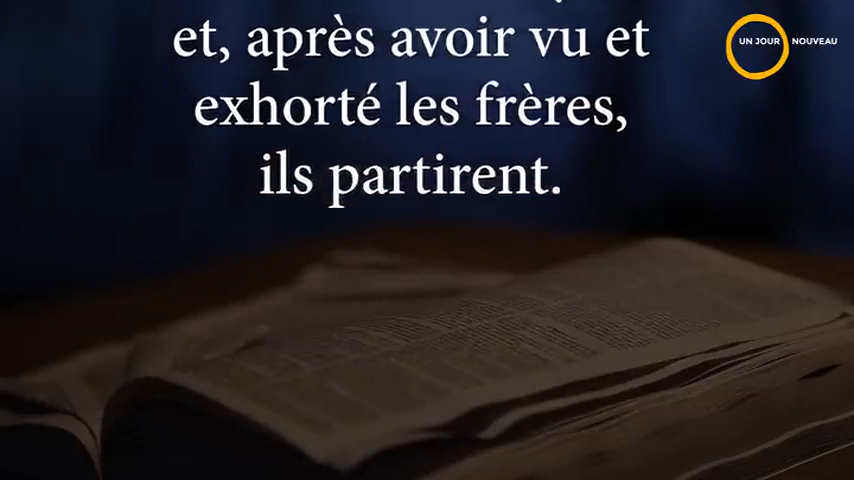 et, après avoir vu et
exhorté les frères,
ils partirent.
UN JOUR NOUVEAU